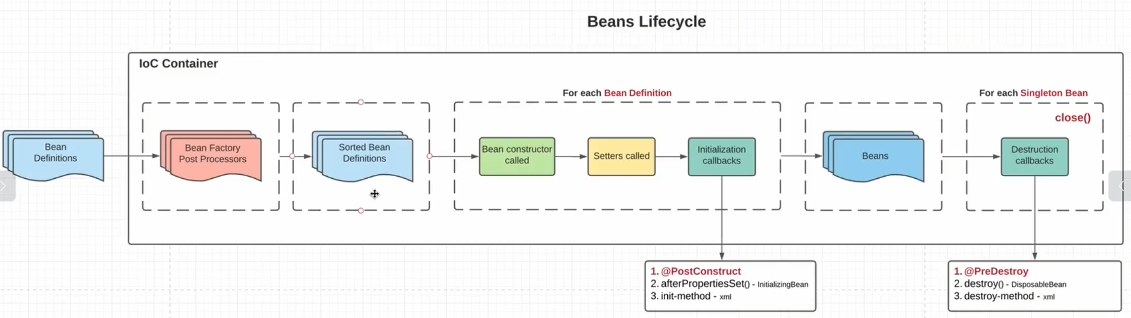 Beans Lifecycle
IoC Container
For each Bean Definition
For each Singleton Bean
close()
Bean
Definitions
Bean Factory
Post Processors
Sorted Bean
Definitions
Bean constructor
called
Setters called
Initialization
callbacks
Beans
Destruction
callbacks
1. @PostConstruct
2. afterPropertiesSet() - InitializingBean
3. init-method - xml
1. @PreDestroy
2. destroy() - DisposableBean
3. destroy-method - xml